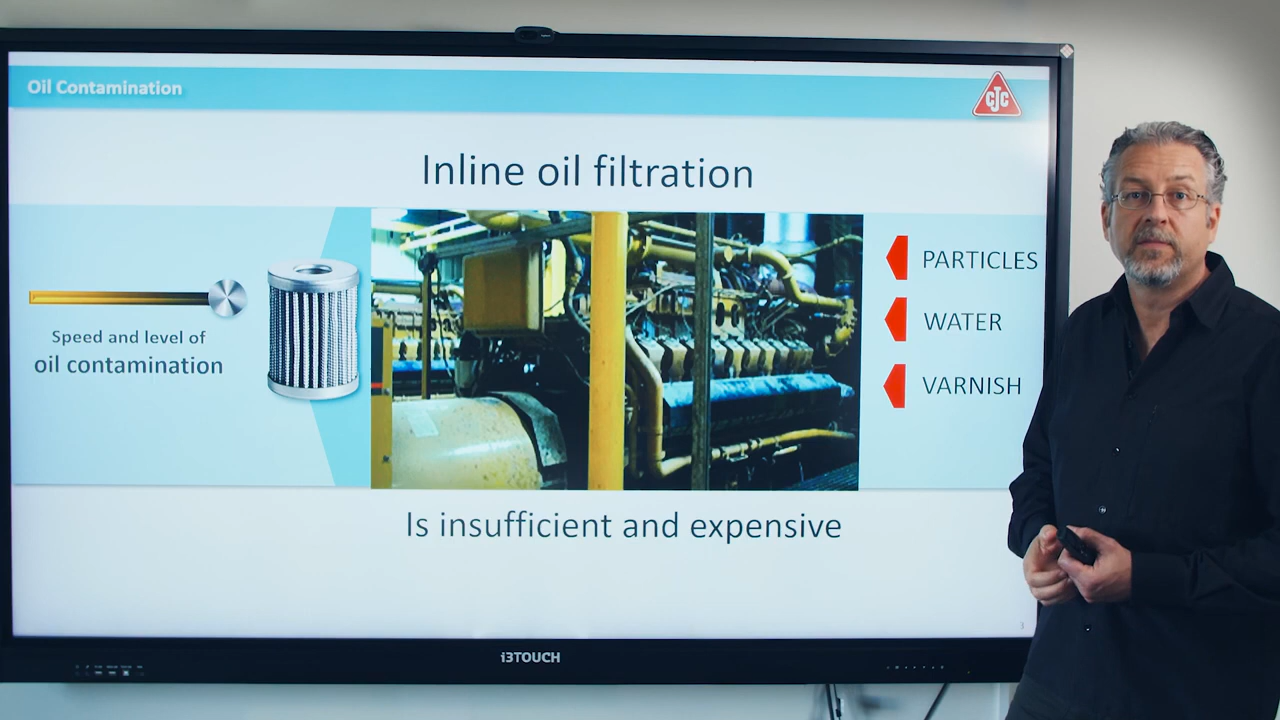 Oil Contamination
CJC
Inline oil filtration
Speed and level of
oil contamination
PARTICLES
WATER
VARNISH
Is insufficient and expensive
3
i3TOUCH